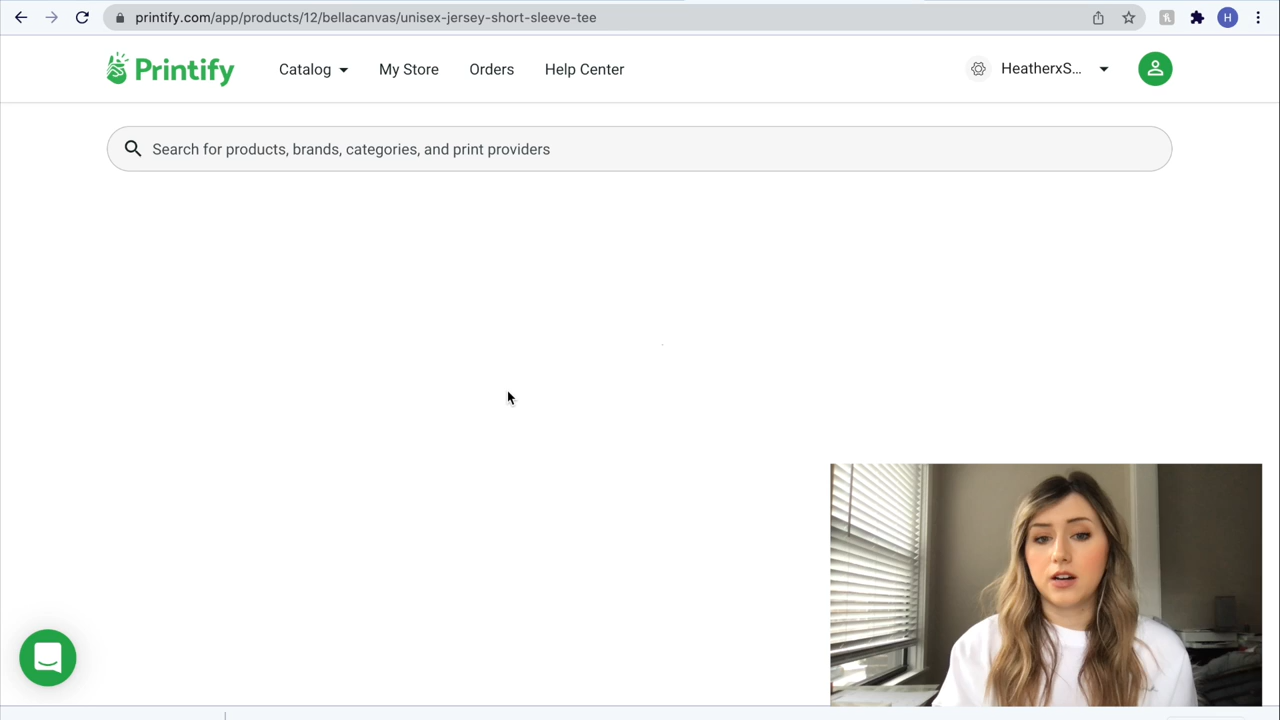 printify.com/app/products/12/bellacanvas/unisex-jersey-short-sleeve-tee
H
Printify
Catalog
My Store
Orders
Help Center
HeatherxS...
Search for products, brands, categories, and print providers